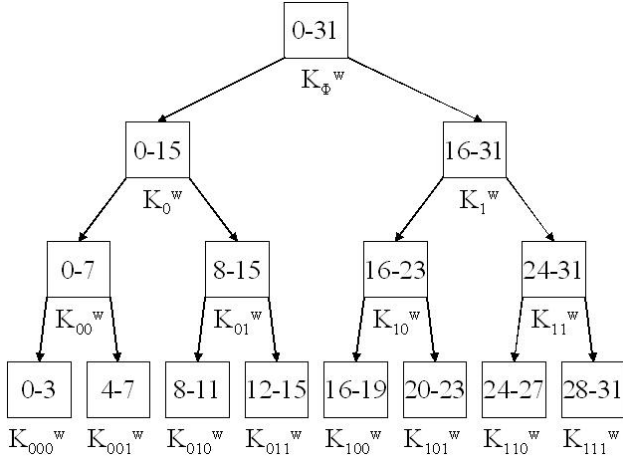 0-31
K_Φ^w
0-15 16-31
K_0^w K_1^w
0-7 8-15 16-23 24-31
K_00^w K_01^w K_10^w K_11^w
0-3 4-7 8-11 12-15 16-19 20-23 24-27 28-31
K_000^w K_001^w K_010^w K_011^w K_100^w K_101^w K_110^w K_111^w